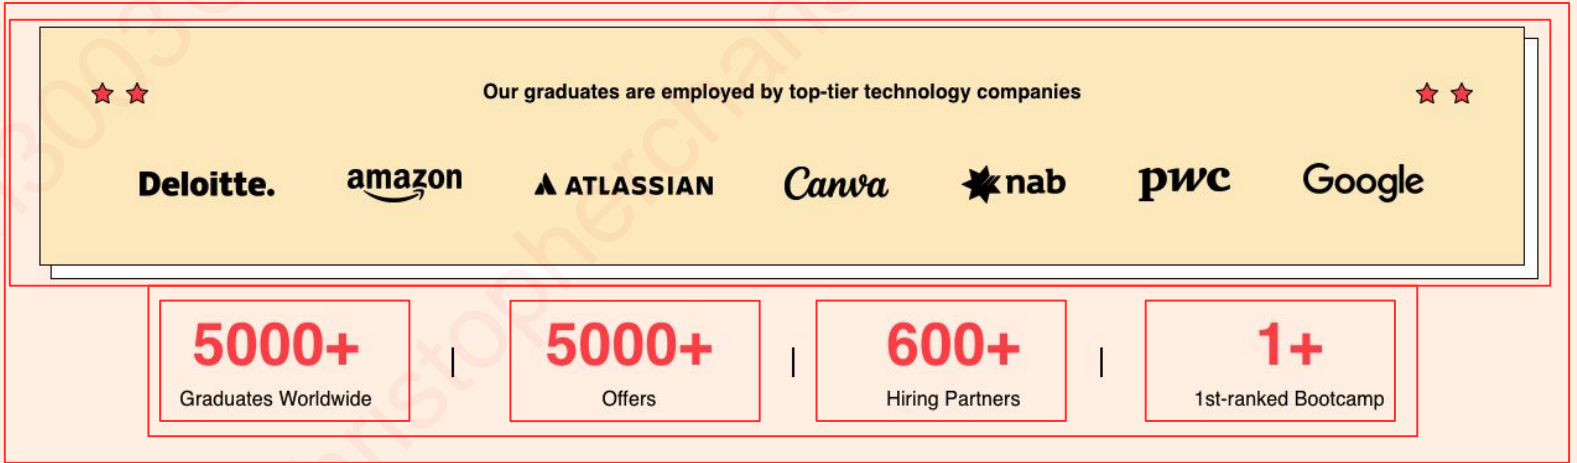 Our graduates are employed by top-tier technology companies
Deloitte. amazon ATLASSIAN Canva nab pwc Google
5000+ | 5000+ | 600+ | 1+
Graduates Worldwide Offers Hiring Partners 1st-ranked Bootcamp